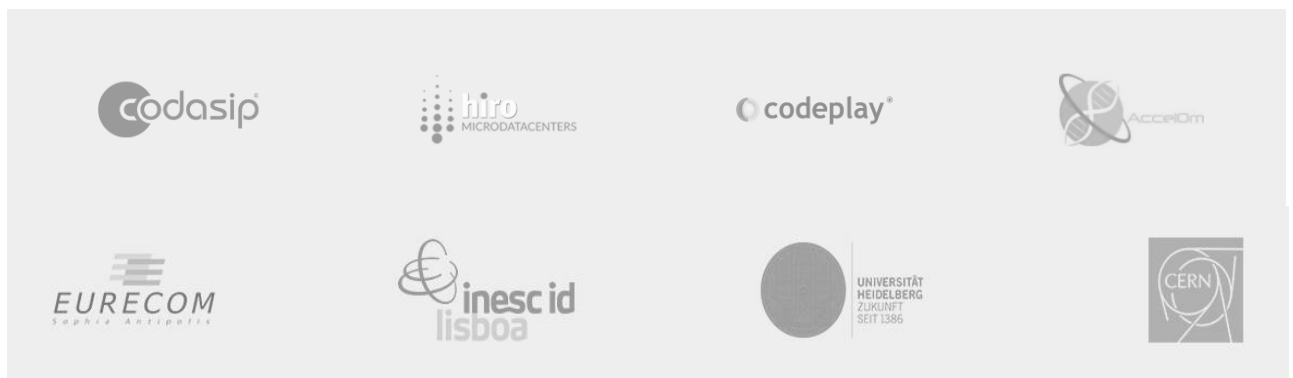 codasip®
hiro
MICRODATACENTERS
codeplay®
AccelOm
EURECOM
Sophia Antipolis
inesc id
lisboa
UNIVERSITÄT
HEIDELBERG
ZUKUNFT
SEIT 1386
CERN